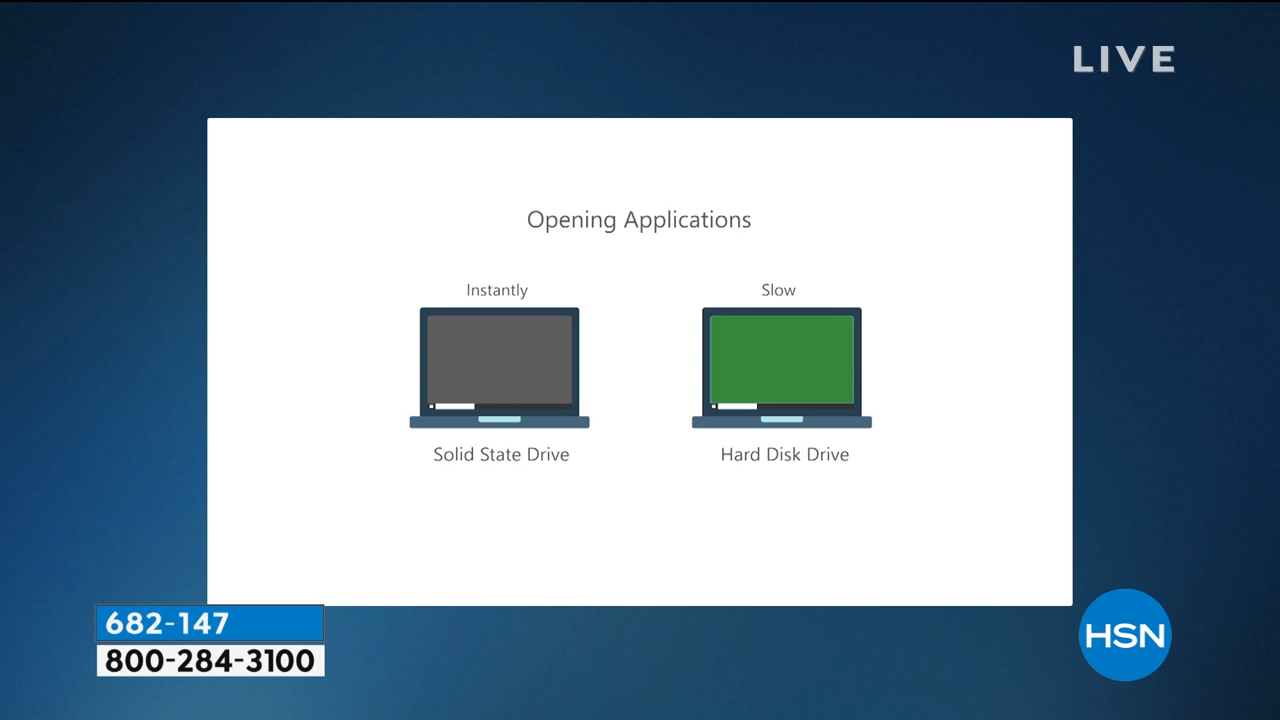 LIVE
Opening Applications
Instantly
Slow
Solid State Drive
Hard Disk Drive
682-147
800-284-3100
HSN